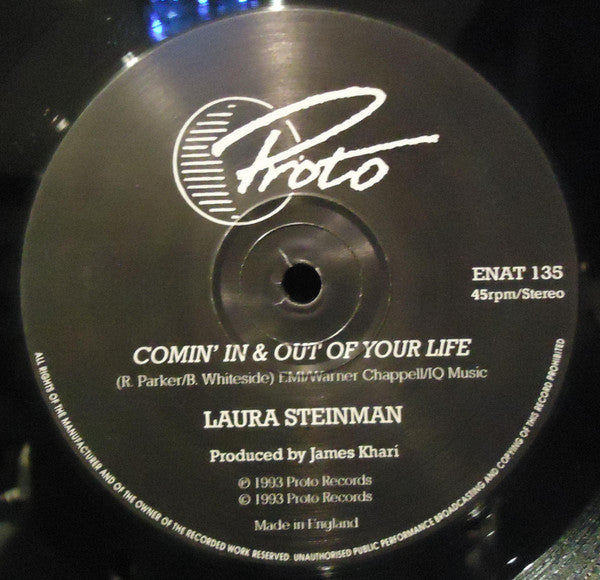 Proto
ENAT 135
45rpm/Stereo
COMIN' IN & OUT OF YOUR LIFE
(R. Parker/B. Whiteside) EMI/Warner Chappell/IQ Music
LAURA STEINMAN
Produced by James Khari
℗ 1993 Proto Records
© 1993 Proto Records
Made in England
ALL RIGHTS OF THE MANUFACTURER AND OF THE OWNER OF THE RECORDED WORK RESERVED. UNAUTHORISED PUBLIC PERFORMANCE BROADCASTING AND COPYING OF THIS RECORD PROHIBITED